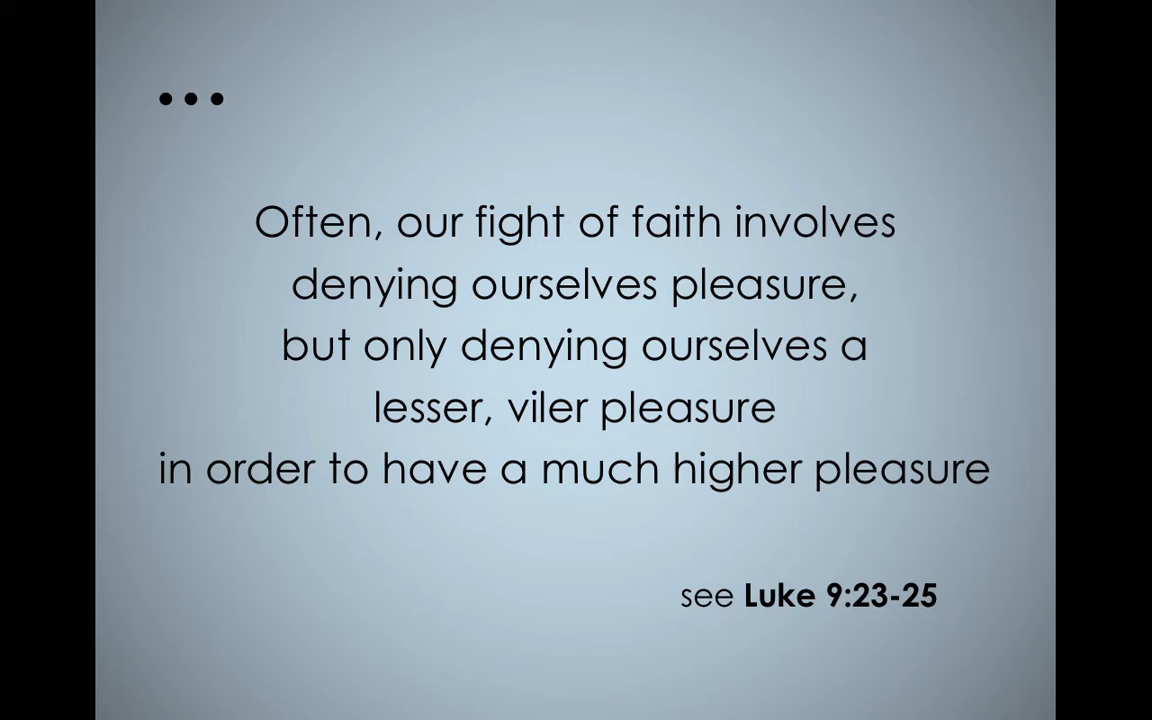 ...
Often, our fight of faith involves
denying ourselves pleasure,
but only denying ourselves a
lesser, viler pleasure
in order to have a much higher pleasure
see Luke 9:23-25